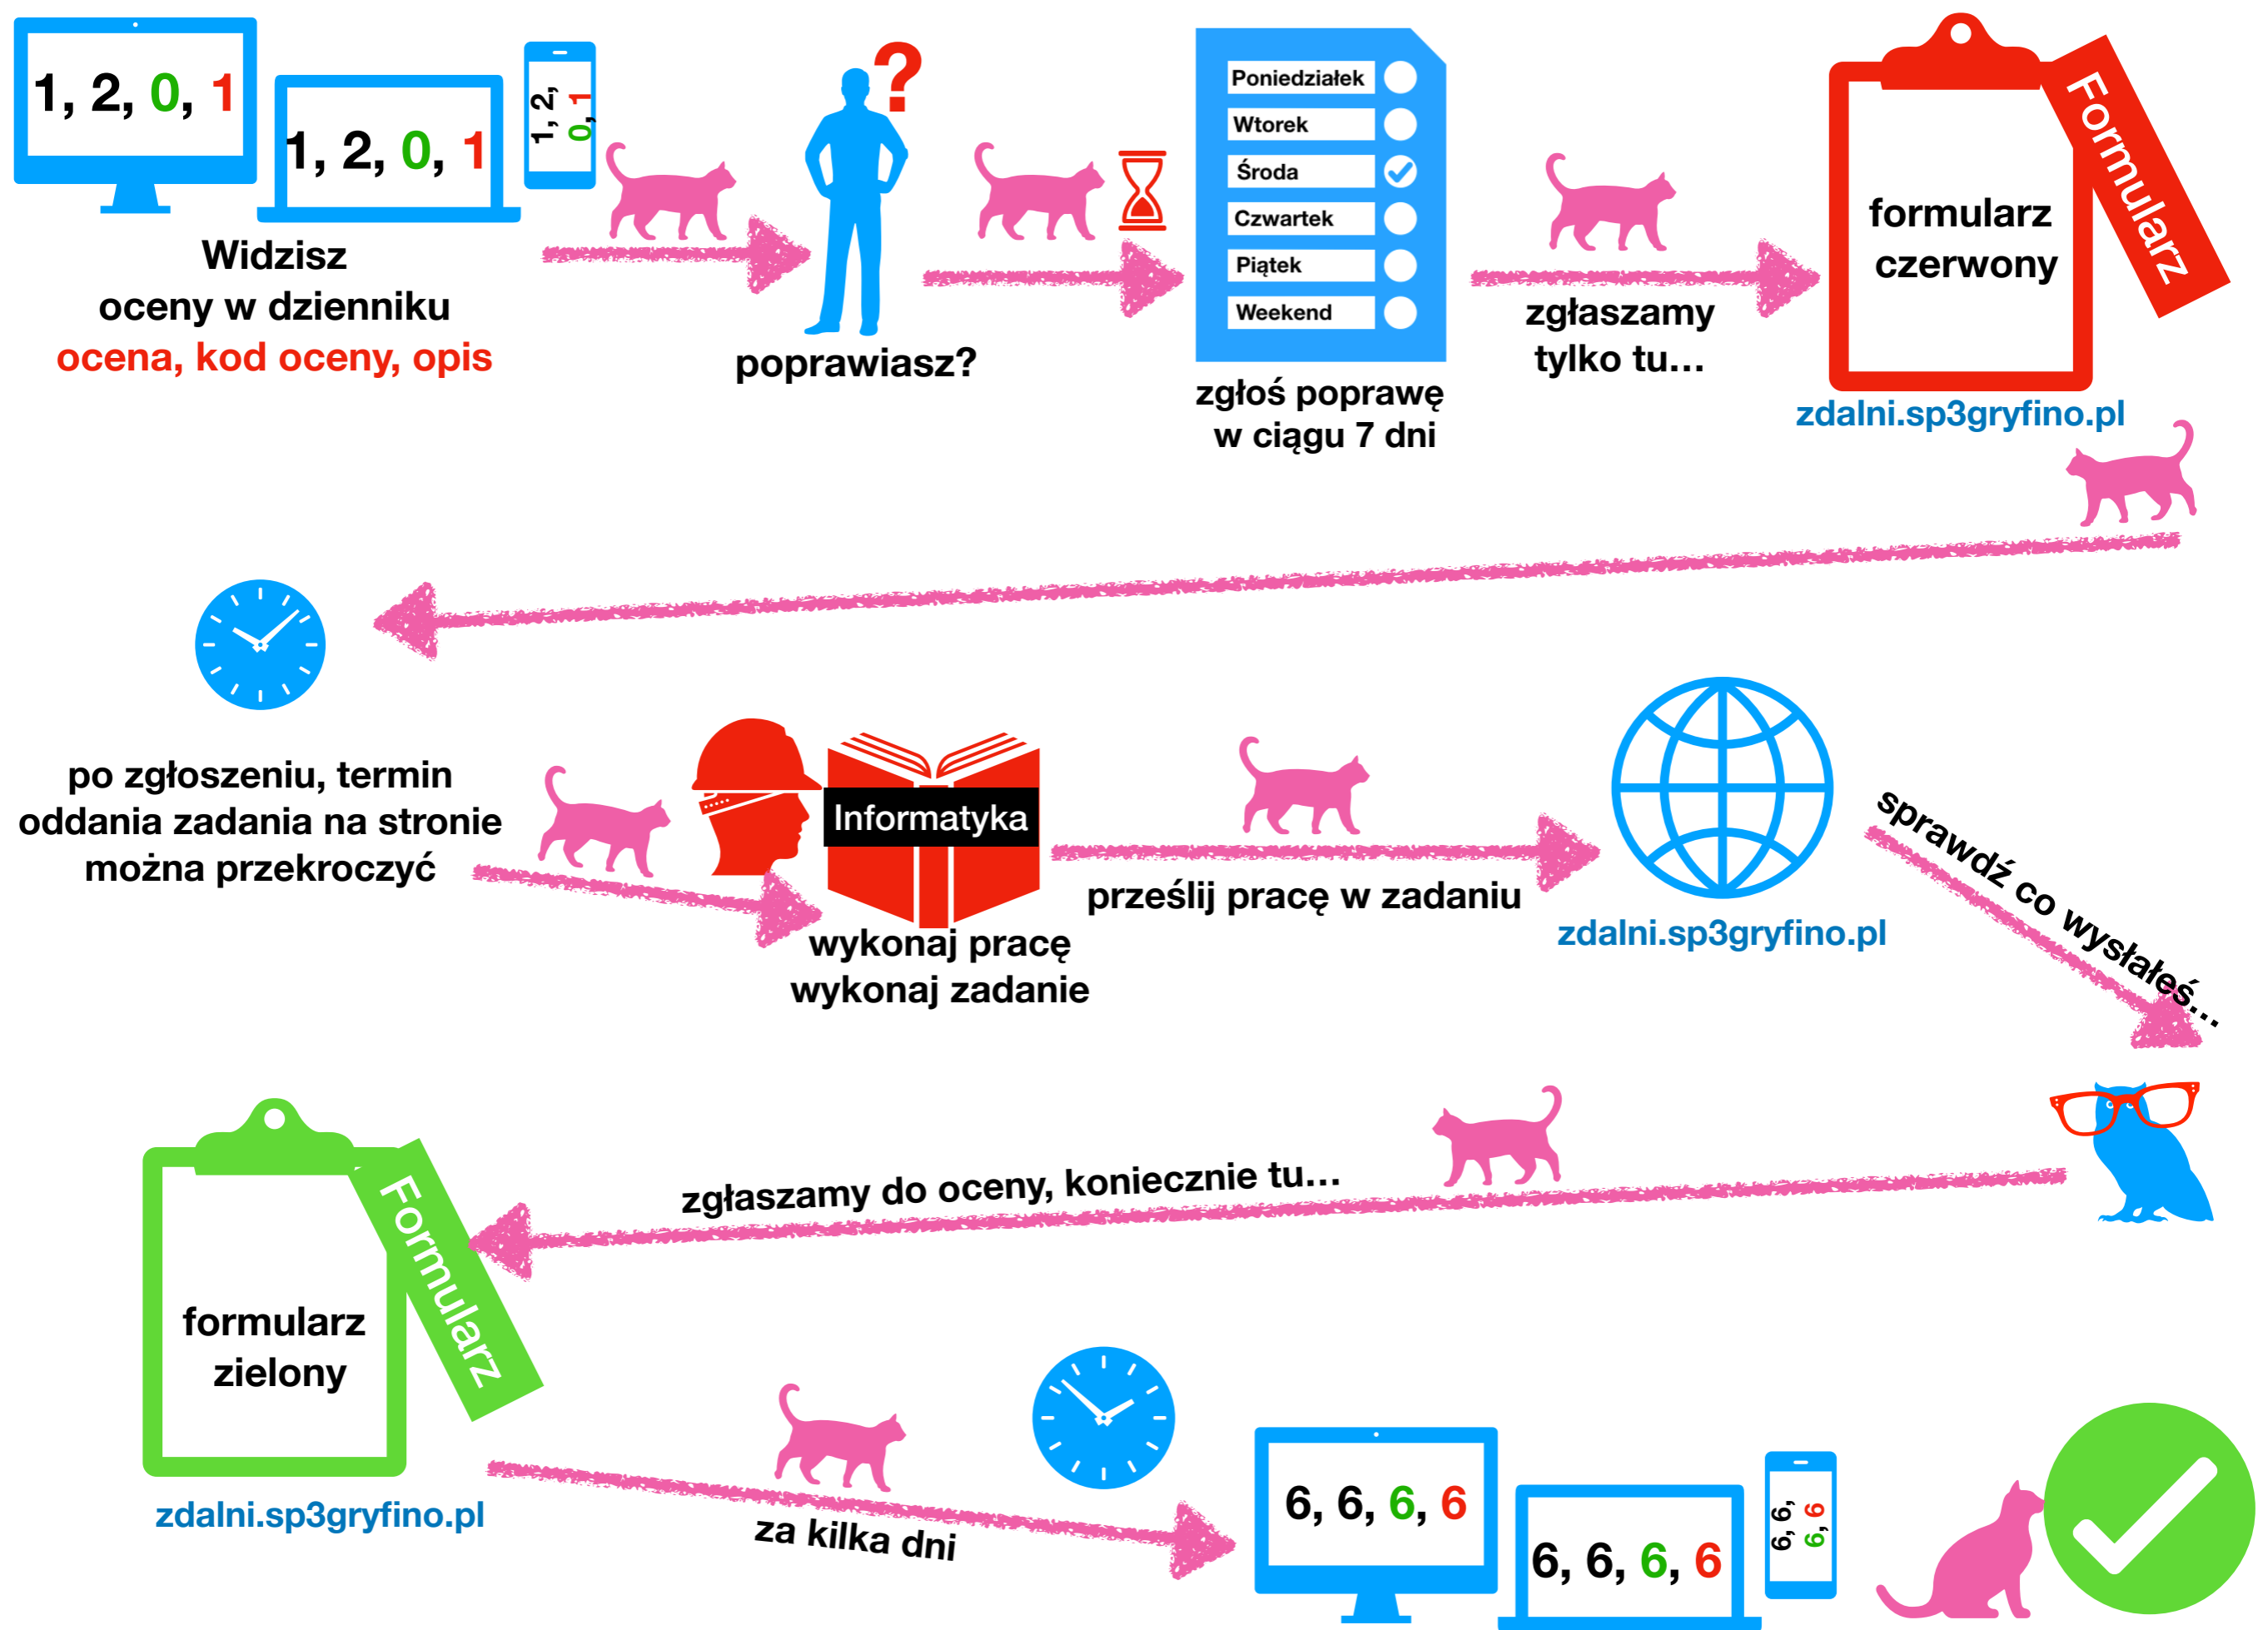 1, 2, 0, 1
1, 2, 0, 1
1, 2,
0, 1
Widzisz
oceny w dzienniku
ocena, kod oceny, opis
?
poprawiasz?
Poniedziałek
Wtorek
Środa
Czwartek
Piątek
Weekend
zgłoś poprawę
w ciągu 7 dni
zgłaszamy
tylko tu...
formularz
czerwony
Formularz
zdalni.sp3gryfino.pl
po zgłoszeniu, termin
oddania zadania na stronie
można przekroczyć
Informatyka
wykonaj pracę
wykonaj zadanie
prześlij pracę w zadaniu
zdalni.sp3gryfino.pl
sprawdź co wysłałeś...
zgłaszamy do oceny, koniecznie tu...
formularz
zielony
Formularz
zdalni.sp3gryfino.pl
za kilka dni
6, 6, 6, 6
6, 6, 6, 6
6, 6,
6, 6